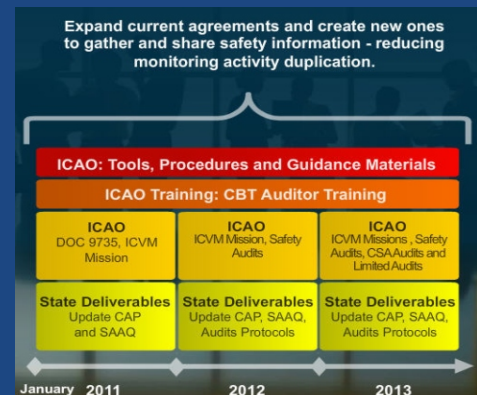 Expand current agreements and create new ones
to gather and share safety information - reducing
monitoring activity duplication.
ICAO: Tools, Procedures and Guidance Materials
ICAO Training: CBT Auditor Training
ICAO
DOC 9735, ICVM
Mission
ICAO
ICVM Mission, Safety
Audits
ICAO
ICVM Missions , Safety
Audits, CSAAudits and
Limited Audits
State Deliverables
Update CAP
and SAAQ
State Deliverables
Update CAP, SAAQ,
Audits Protocols
State Deliverables
Update CAP, SAAQ,
Audits Protocols
January 2011 2012 2013